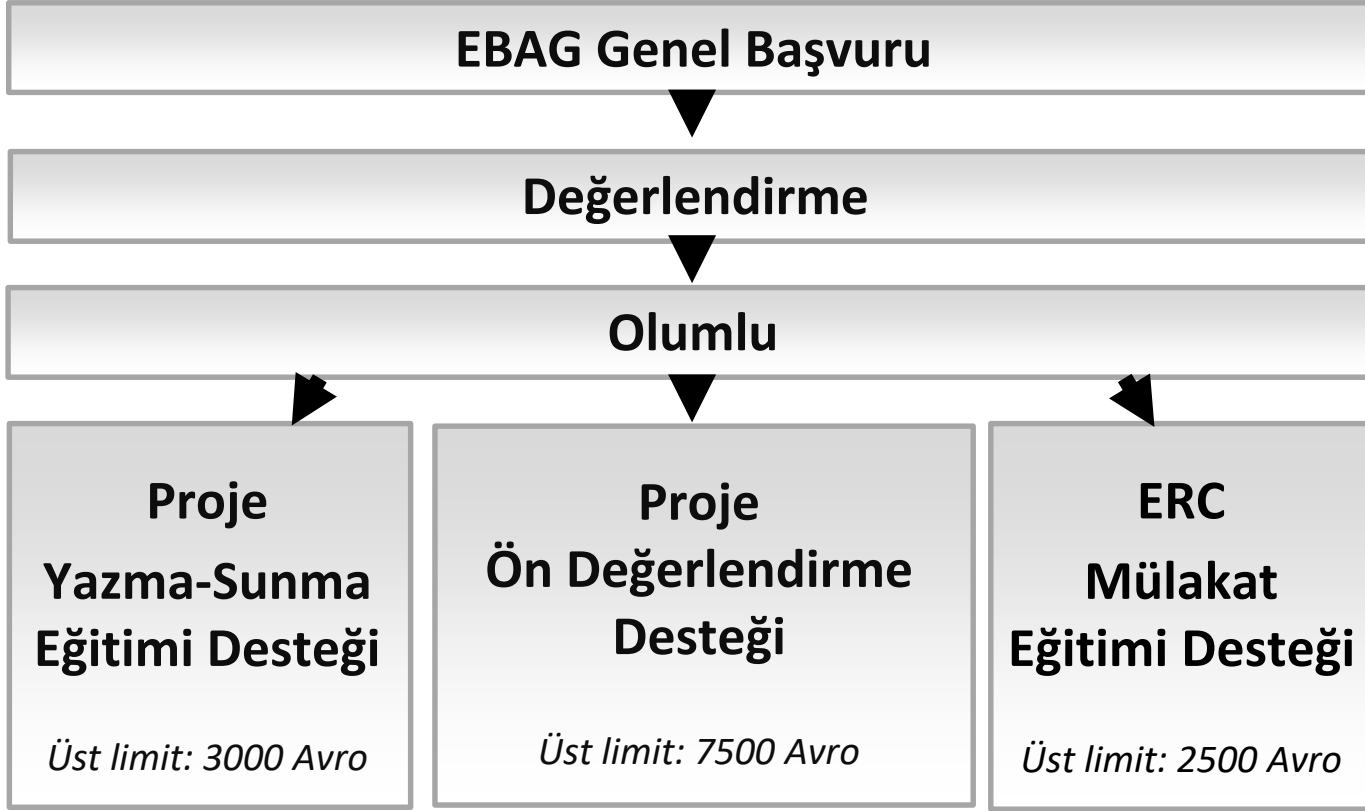 EBAG Genel Başvuru
Değerlendirme
Olumlu
Proje
Yazma-Sunma
Eğitimi Desteği
Üst limit: 3000 Avro
Proje
Ön Değerlendirme
Desteği
Üst limit: 7500 Avro
ERC
Mülakat
Eğitimi Desteği
Üst limit: 2500 Avro